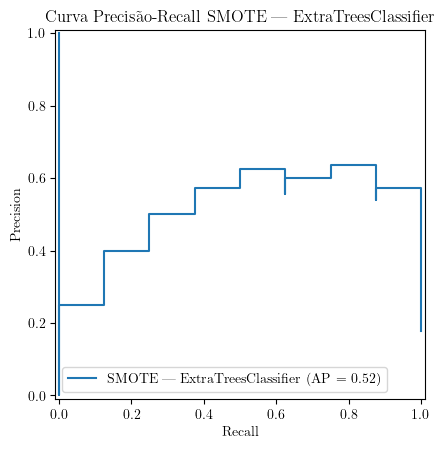 Curva Precisão-Recall SMOTE — ExtraTreesClassifier
1.0
0.8
0.6
0.4
0.2
0.0
Precision
SMOTE — ExtraTreesClassifier (AP = 0.52)
0.0 0.2 0.4 0.6 0.8 1.0
Recall